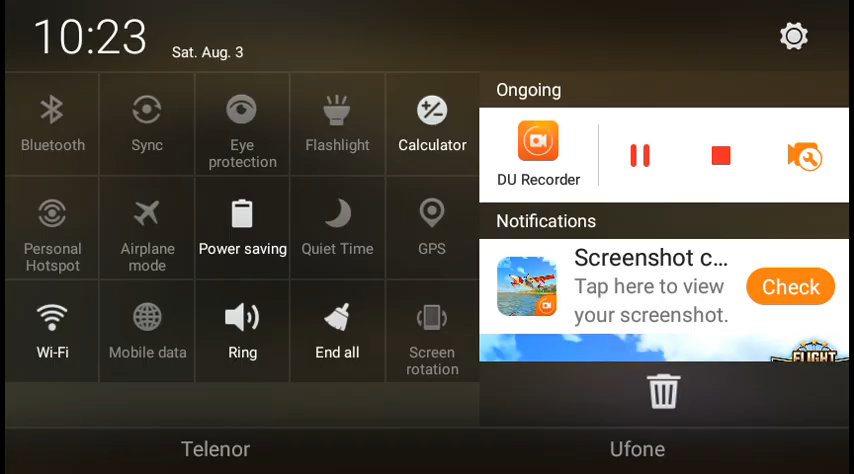 10:23
Sat. Aug. 3
Bluetooth
Sync
Eye
protection
Flashlight
Calculator
Personal
Hotspot
Airplane
mode
Power saving
Quiet Time
GPS
Wi-Fi
Mobile data
Ring
End all
Screen
rotation
Ongoing
DU Recorder
Notifications
Screenshot c...
Tap here to view
your screenshot.
Check
FLIGHT
Telenor
Ufone